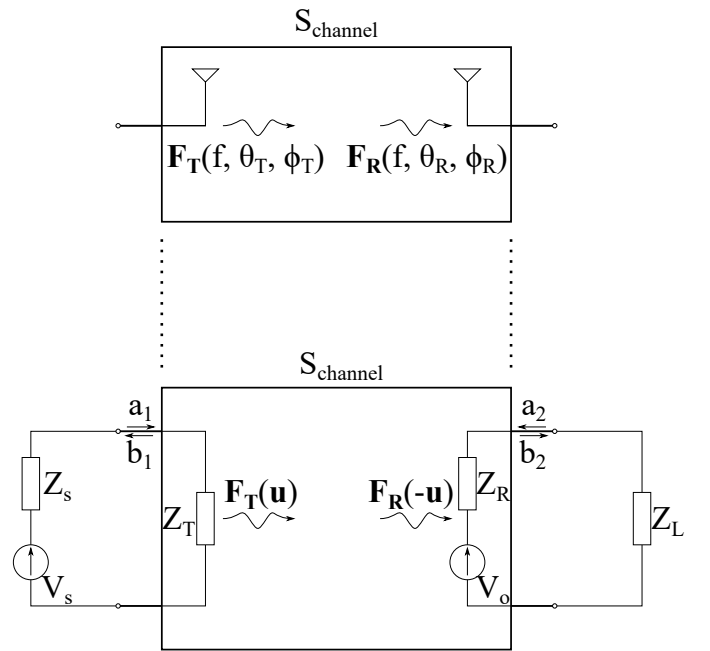 S_channel
F_T(f, θ_T, ϕ_T) F_R(f, θ_R, ϕ_R)
S_channel
a_1 a_2
b_1 b_2
Z_s F_T(u) F_R(-u) Z_R
Z_T Z_L
V_s V_o